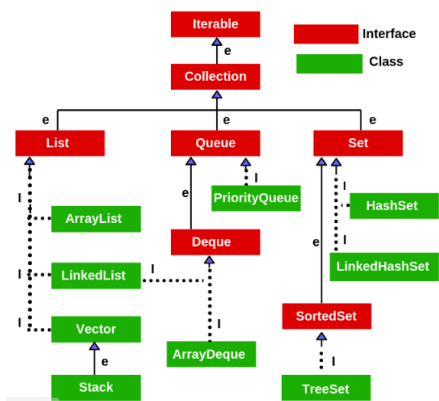 Iterable
Interface
e
Class
Collection
e e e
List Queue Set
e I I
I PriorityQueue HashSet
ArrayList
Deque e I
I LinkedList I LinkedHashSet
I Vector I SortedSet
e ArrayDeque I
Stack TreeSet